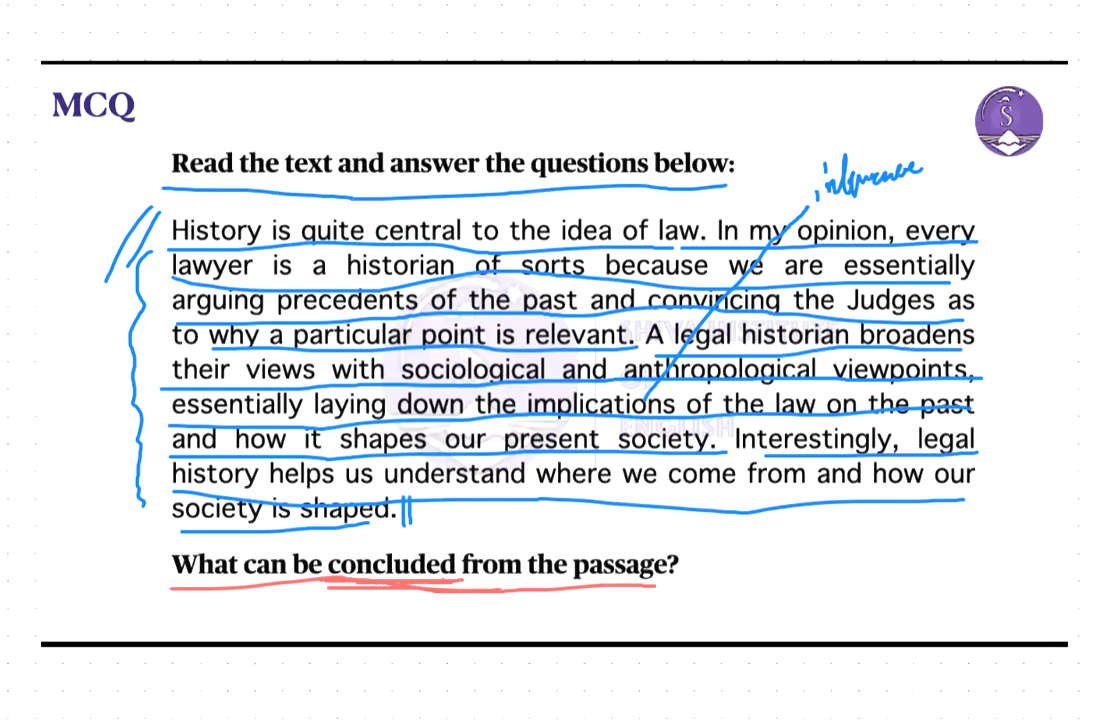 MCQ
Ŝ
Read the text and answer the questions below:
inference
History is quite central to the idea of law. In my opinion, every
lawyer is a historian of sorts because we are essentially
arguing precedents of the past and convincing the Judges as
to why a particular point is relevant. A legal historian broadens
their views with sociological and anthropological viewpoints,
essentially laying down the implications of the law on the past
and how it shapes our present society. Interestingly, legal
history helps us understand where we come from and how our
society is shaped.
What can be concluded from the passage?